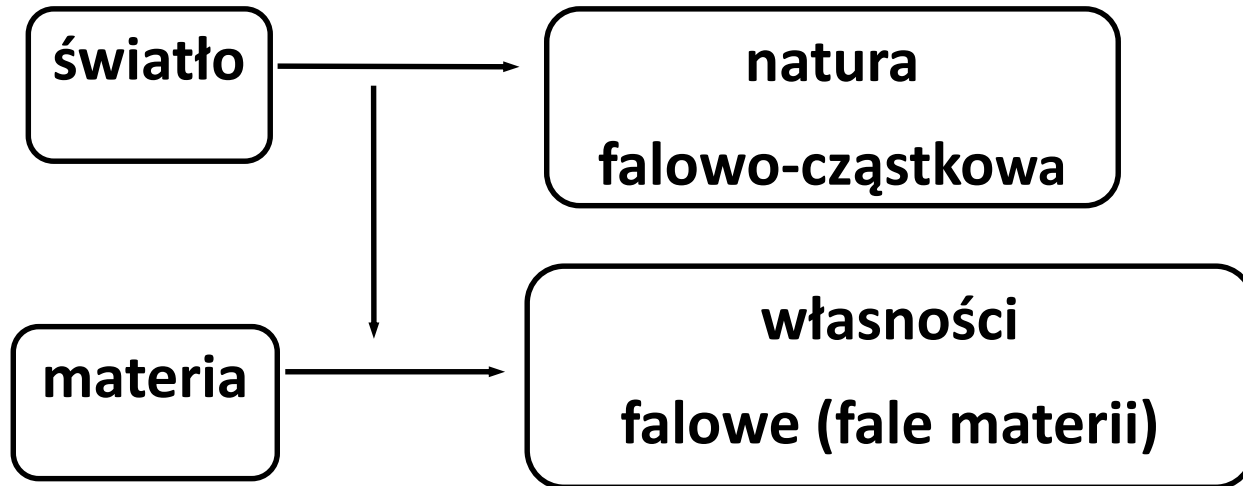 światło
natura
falowo-cząstkowa
materia
własności
falowe (fale materii)